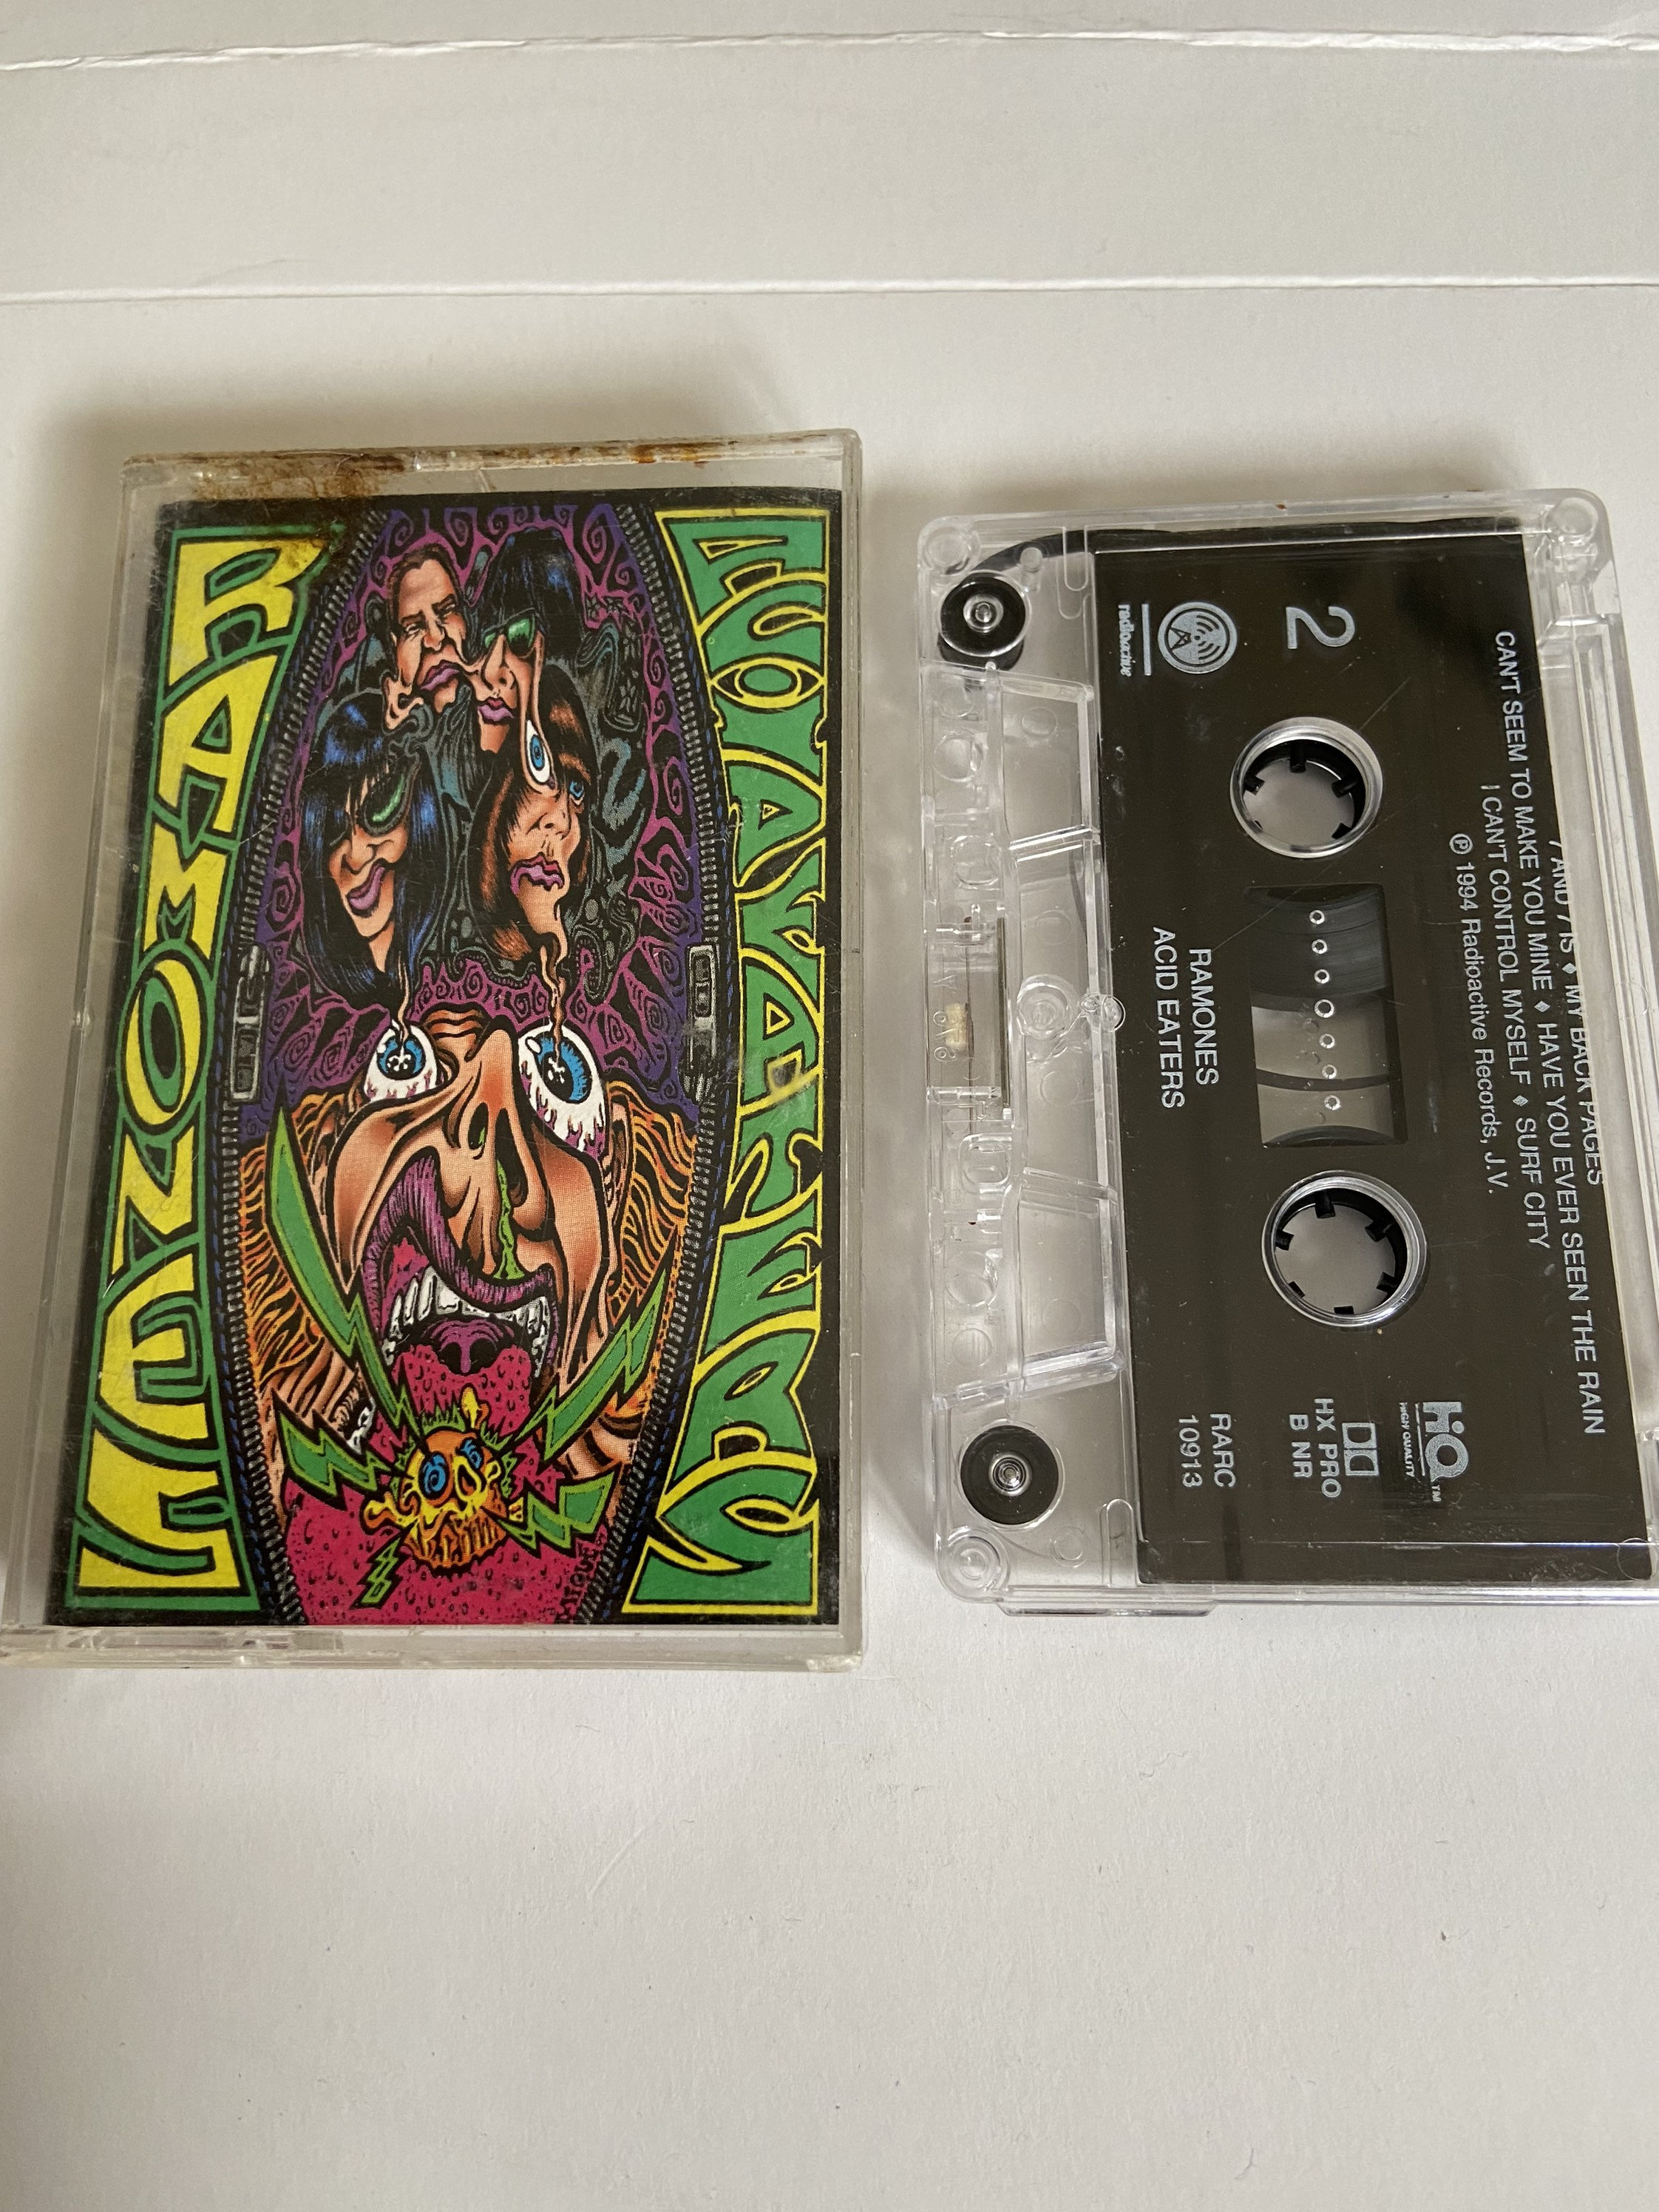 RAMONES
ACID EATERS
2
radioactive
7 AND 7 IS ♦ MY BACK PAGES
CAN'T SEEM TO MAKE YOU MINE ♦ HAVE YOU EVER SEEN THE RAIN
I CAN'T CONTROL MYSELF ♦ SURF CITY
℗ 1994 Radioactive Records, J.V.
RAMONES
ACID EATERS
HiQ™
HIGH QUALITY
HX PRO
B NR
RARC
10913